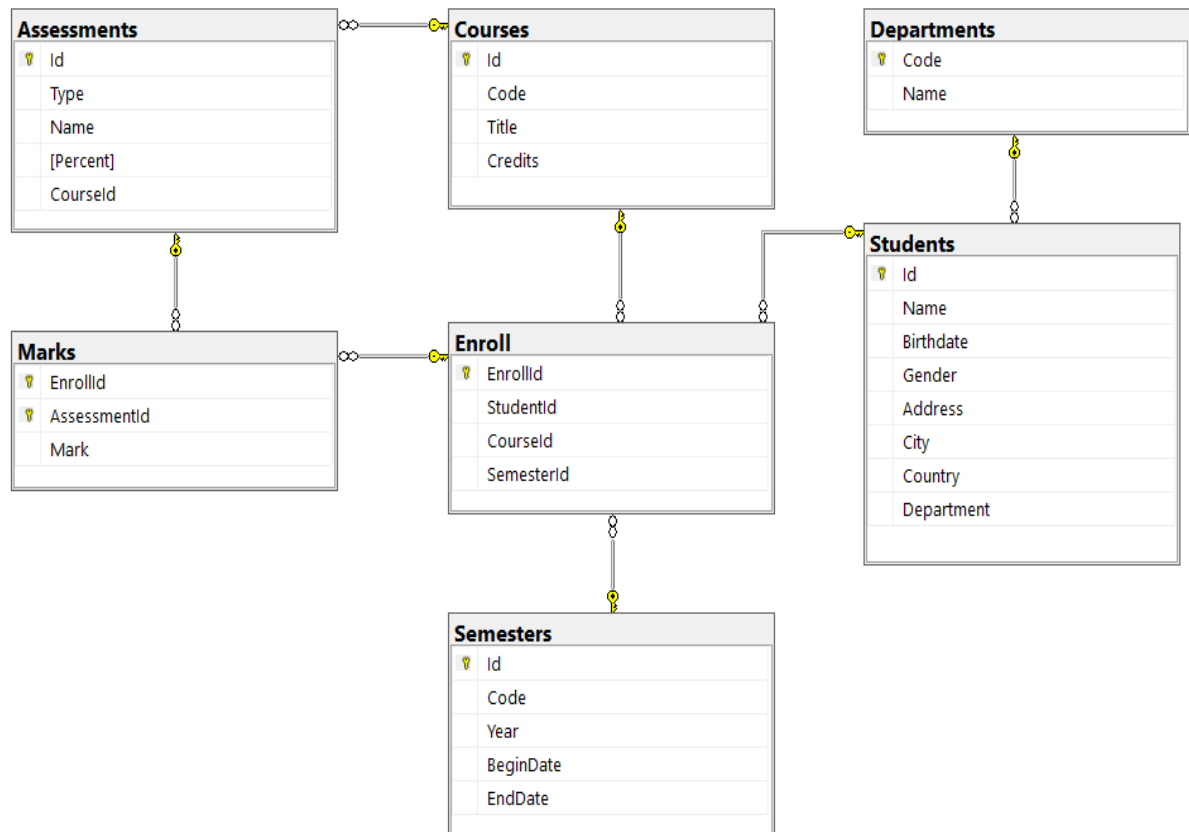 Assessments
Id
Type
Name
[Percent]
CourseId
Courses
Id
Code
Title
Credits
Departments
Code
Name
Students
Id
Name
Birthdate
Gender
Address
City
Country
Department
Marks
EnrollId
AssessmentId
Mark
Enroll
EnrollId
StudentId
CourseId
SemesterId
Semesters
Id
Code
Year
BeginDate
EndDate